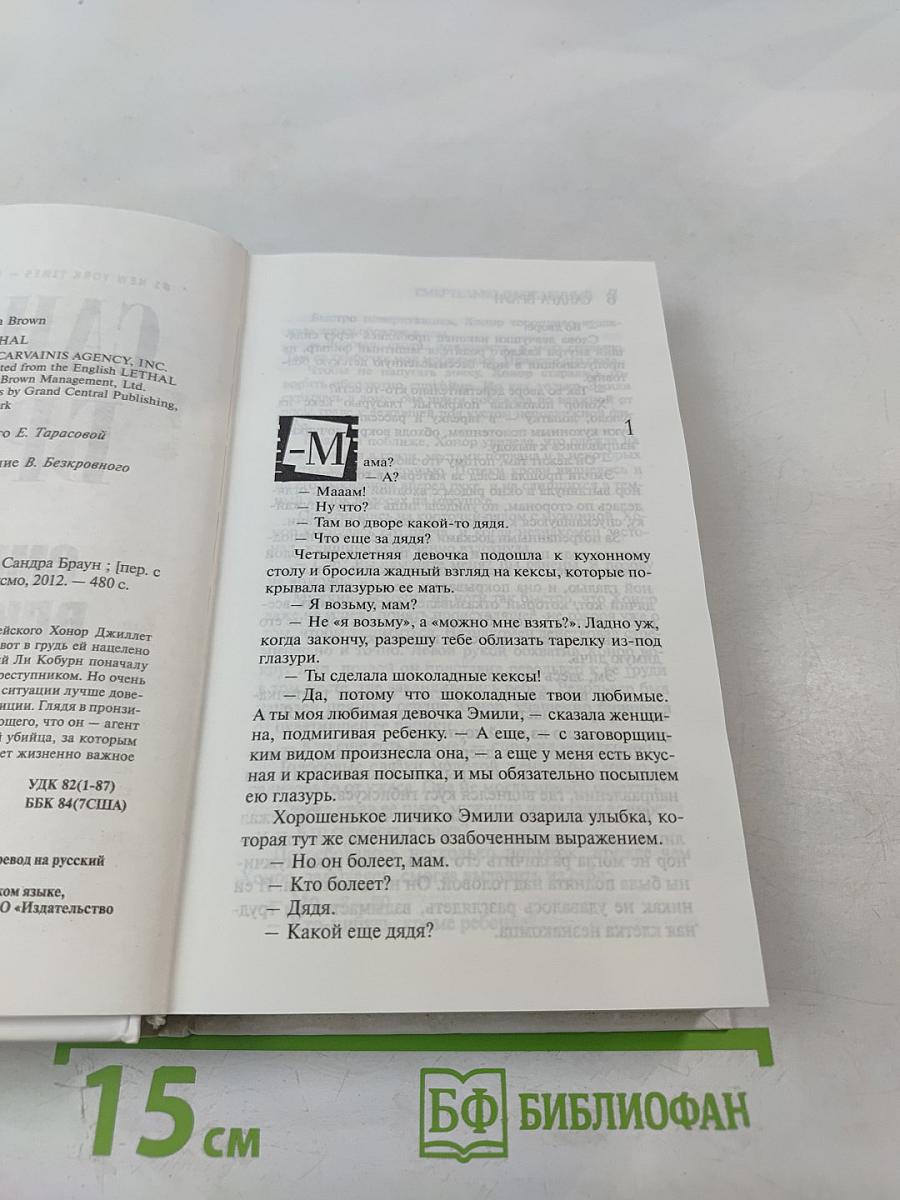 n Brown
HAL
CARVAINIS AGENCY, INC.
ted from the English LETHAL
Brown Management, Ltd.
s by Grand Central Publishing,
rk
го Е. Тарасовой
ние В. Безкровного
Сандра Браун ; [пер. с
смо, 2012. — 480 с.
ейского Хонор Джиллет
вот в грудь ей нацелено
й Ли Кобурн поначалу
реступником. Но очень
ситуации лучше дове-
иции. Глядя в пронзи-
ющего, что он — агент
й убийца, за которым
ет жизненно важное
УДК 82(1-87)
ББК 84(7США)
ревод на русский
ком языке,
О «Издательство
1
-Мама?
— А?
— Мааам!
— Ну что?
— Там во дворе какой-то дядя.
— Что еще за дядя?
Четырехлетняя девочка подошла к кухонному
столу и бросила жадный взгляд на кексы, которые по-
крывала глазурью ее мать.
— Я возьму, мам?
— Не «я возьму», а «можно мне взять?». Ладно уж,
когда закончу, разрешу тебе облизать тарелку из-под
глазури.
— Ты сделала шоколадные кексы!
— Да, потому что шоколадные твои любимые.
А ты моя любимая девочка Эмили, — сказала женщи-
на, подмигивая ребенку. — А еще, — с заговорщиц-
ким видом произнесла она, — а еще у меня есть вкус-
ная и красивая посыпка, и мы обязательно посыплем
ею глазурь.
Хорошенькое личико Эмили озарила улыбка, ко-
торая тут же сменилась озабоченным выражением.
— Но он болеет, мам.
— Кто болеет?
— Дядя.
— Какой еще дядя?
15 см
БФ БИБЛИОФАН